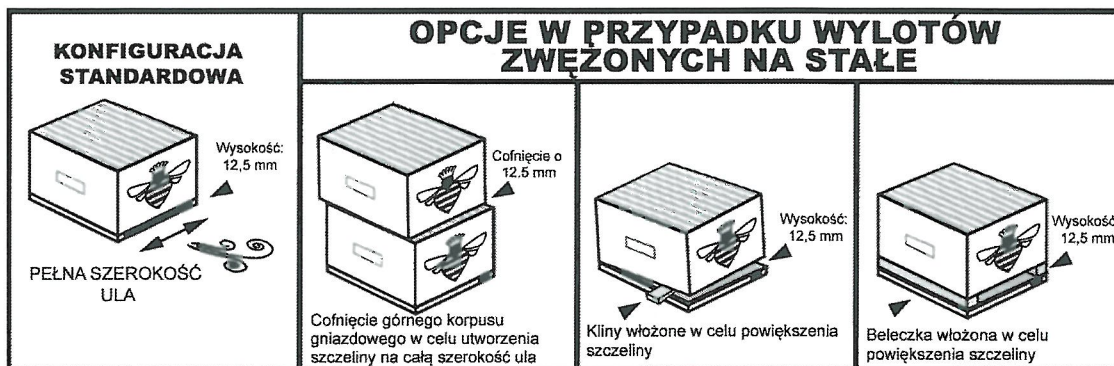 KONFIGURACJA
STANDARDOWA
Wysokość:
12,5 mm
PEŁNA SZEROKOŚĆ
ULA
OPCJE W PRZYPADKU WYLOTÓW
ZWĘŻONYCH NA STAŁE
Cofnięcie o
12.5 mm
Cofnięcie górnego korpusu
gniazdowego w celu utworzenia
szczeliny na całą szerokość ula
Wysokość:
12,5 mm
Kliny włożone w celu powiększenia
szczeliny
Wysokość:
12,5 mm
Beleczka włożona w celu
powiększenia szczeliny